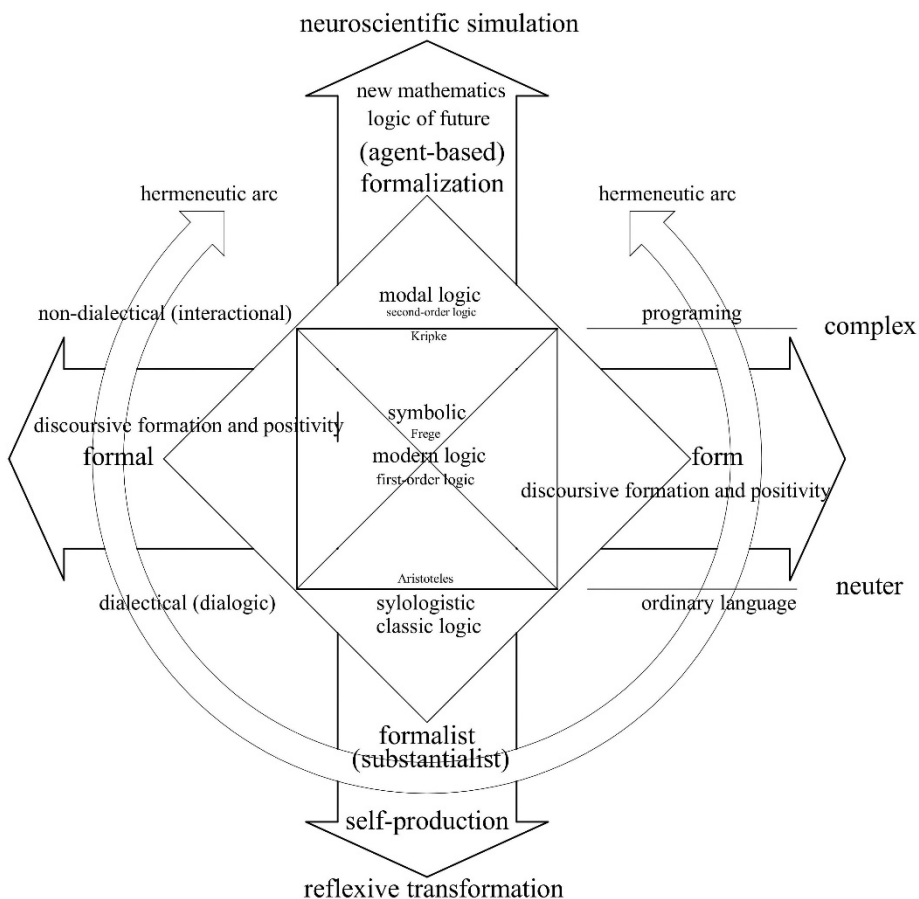 neuroscientific simulation
new mathematics
logic of future
(agent-based)
formalization
hermeneutic arc
hermeneutic arc
modal logic
second-order logic
non-dialectical (interactional)
programing
complex
Kripke
symbolic
Frege
discoursive formation and positivity
formal
modern logic
form
first-order logic
discoursive formation and positivity
Aristoteles
neuter
dialectical (dialogic)
sylologistic
ordinary language
classic logic
formalist
(substantialist)
self-production
reflexive transformation